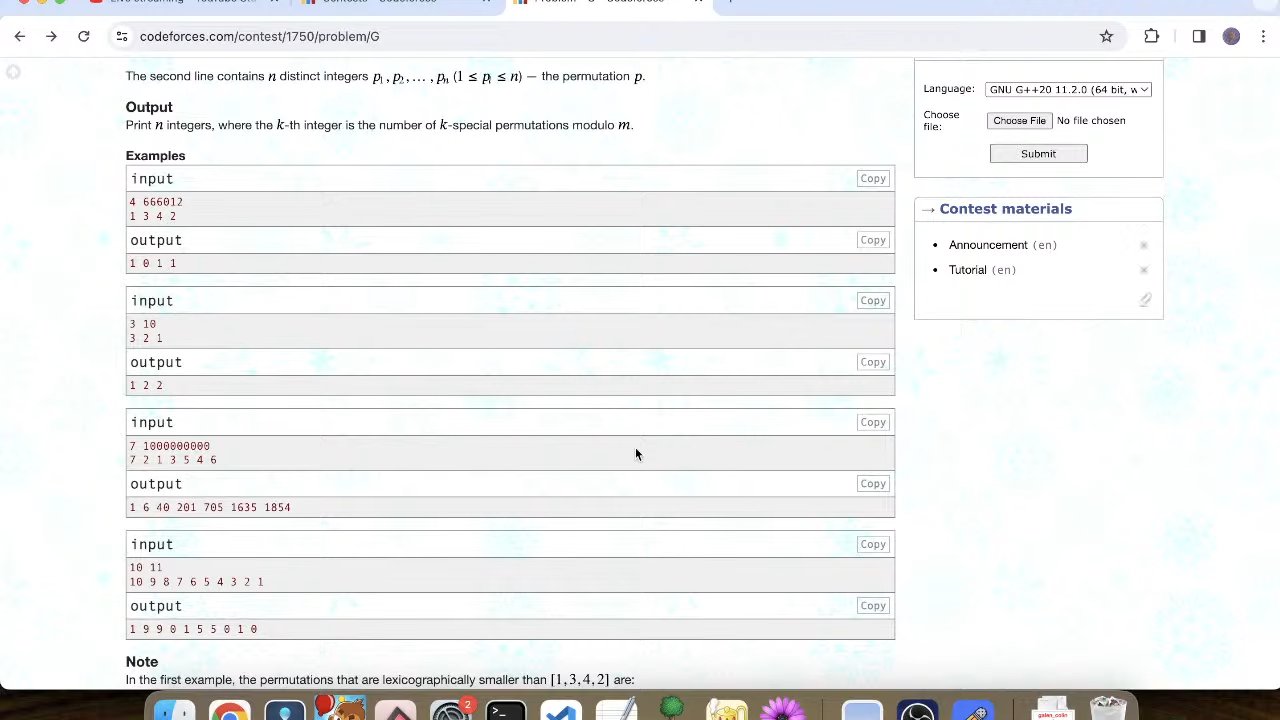 codeforces.com/contest/1750/problem/G
The second line contains n distinct integers p1, p2, … , pn (1 ≤ pi ≤ n) — the permutation p.
Output
Print n integers, where the k-th integer is the number of k-special permutations modulo m.
Examples
input
Copy
4 666012
1 3 4 2
output
Copy
1 0 1 1
input
Copy
3 10
3 2 1
output
Copy
1 2 2
input
Copy
7 1000000000
7 2 1 3 5 4 6
output
Copy
1 6 40 201 705 1635 1854
input
Copy
10 11
10 9 8 7 6 5 4 3 2 1
output
Copy
1 9 9 0 1 5 5 0 1 0
Note
In the first example, the permutations that are lexicographically smaller than [1, 3, 4, 2] are:
Language:
GNU G++20 11.2.0 (64 bit, w
Choose
file:
Choose File No file chosen
Submit
→ Contest materials
Announcement (en)
Tutorial (en)
2
galen_colin